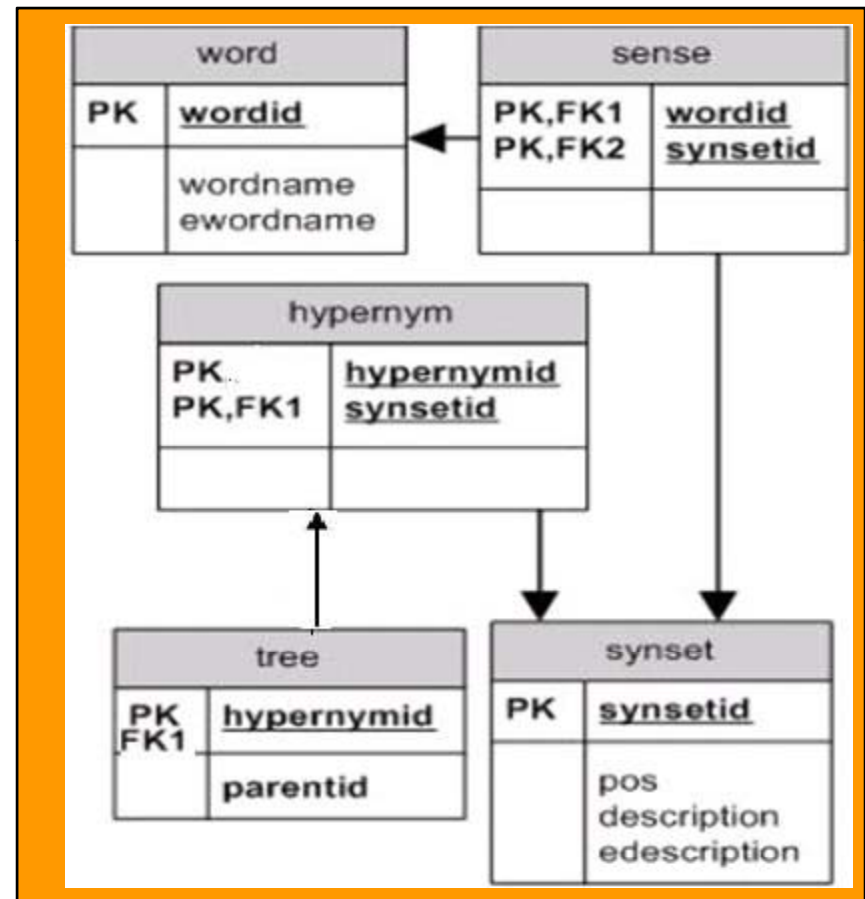 word
PK wordid
wordname
ewordname
sense
PK,FK1 wordid
PK,FK2 synsetid
hypernym
PK.. hypernymid
PK,FK1 synsetid
tree
PK hypernymid
FK1
parentid
synset
PK synsetid
pos
description
edescription